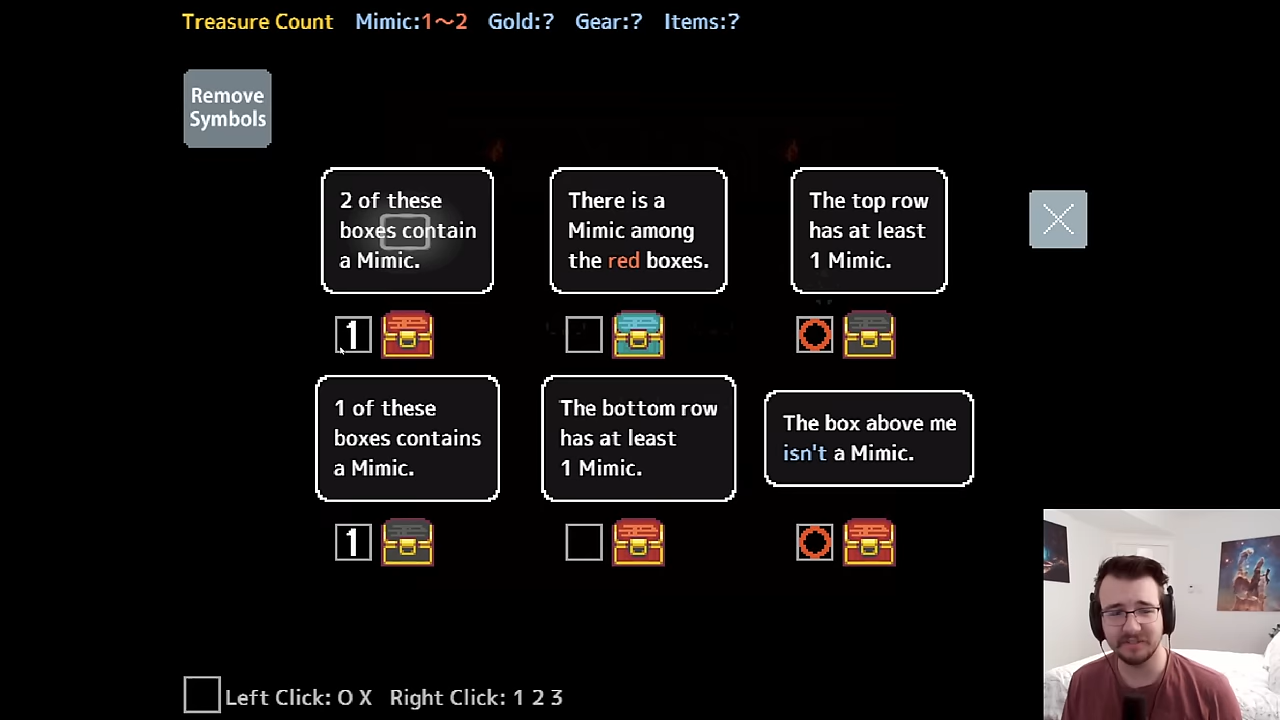 Treasure Count Mimic:1～2 Gold:? Gear:? Items:?
Remove
Symbols
2 of these
boxes contain
a Mimic.
There is a
Mimic among
the red boxes.
The top row
has at least
1 Mimic.
1
1 of these
boxes contains
a Mimic.
The bottom row
has at least
1 Mimic.
The box above me
isn't a Mimic.
1
Left Click: O X Right Click: 1 2 3